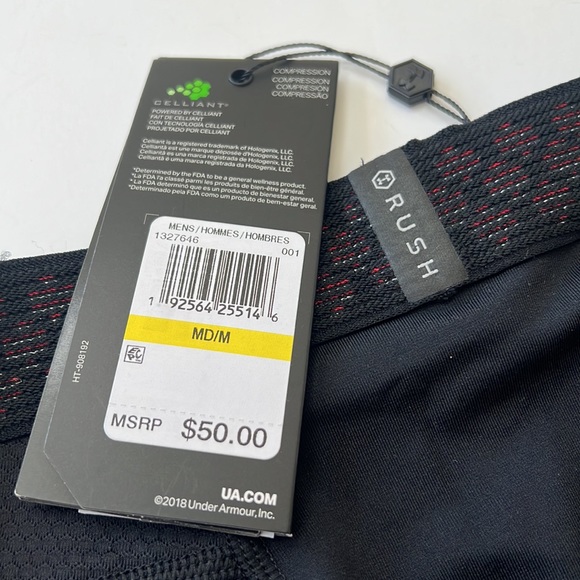 CELLIANT®
POWERED BY CELLIANT
FAIT DE CELLIANT
CON TECNOLOGÍA CELLIANT
PROJETADO POR CELLIANT
COMPRESSION
COMPRESSION
COMPRESIÓN
COMPRESSÃO
Celliant is a registered trademark of Hologenix, LLC.
Celliant est une marque déposée d'Hologenix, LLC.
Celliant es una marca registrada de Hologenix, LLC.
Celliant é uma marca registrada da Hologenix, LLC.
*Determined by the FDA to be a general wellness product.
*La FDA l'a classé parmi les produits de bien-être général.
*La FDA determinó que es un producto de bienestar general.
*Determinado pela FDA como um produto de bem-estar geral.
MENS/HOMMES/HOMBRES
1327646 001
1 92564 25514 6
MD/M
MSRP $50.00
HT-908192
UA.COM
©2018 Under Armour, Inc.
RUSH